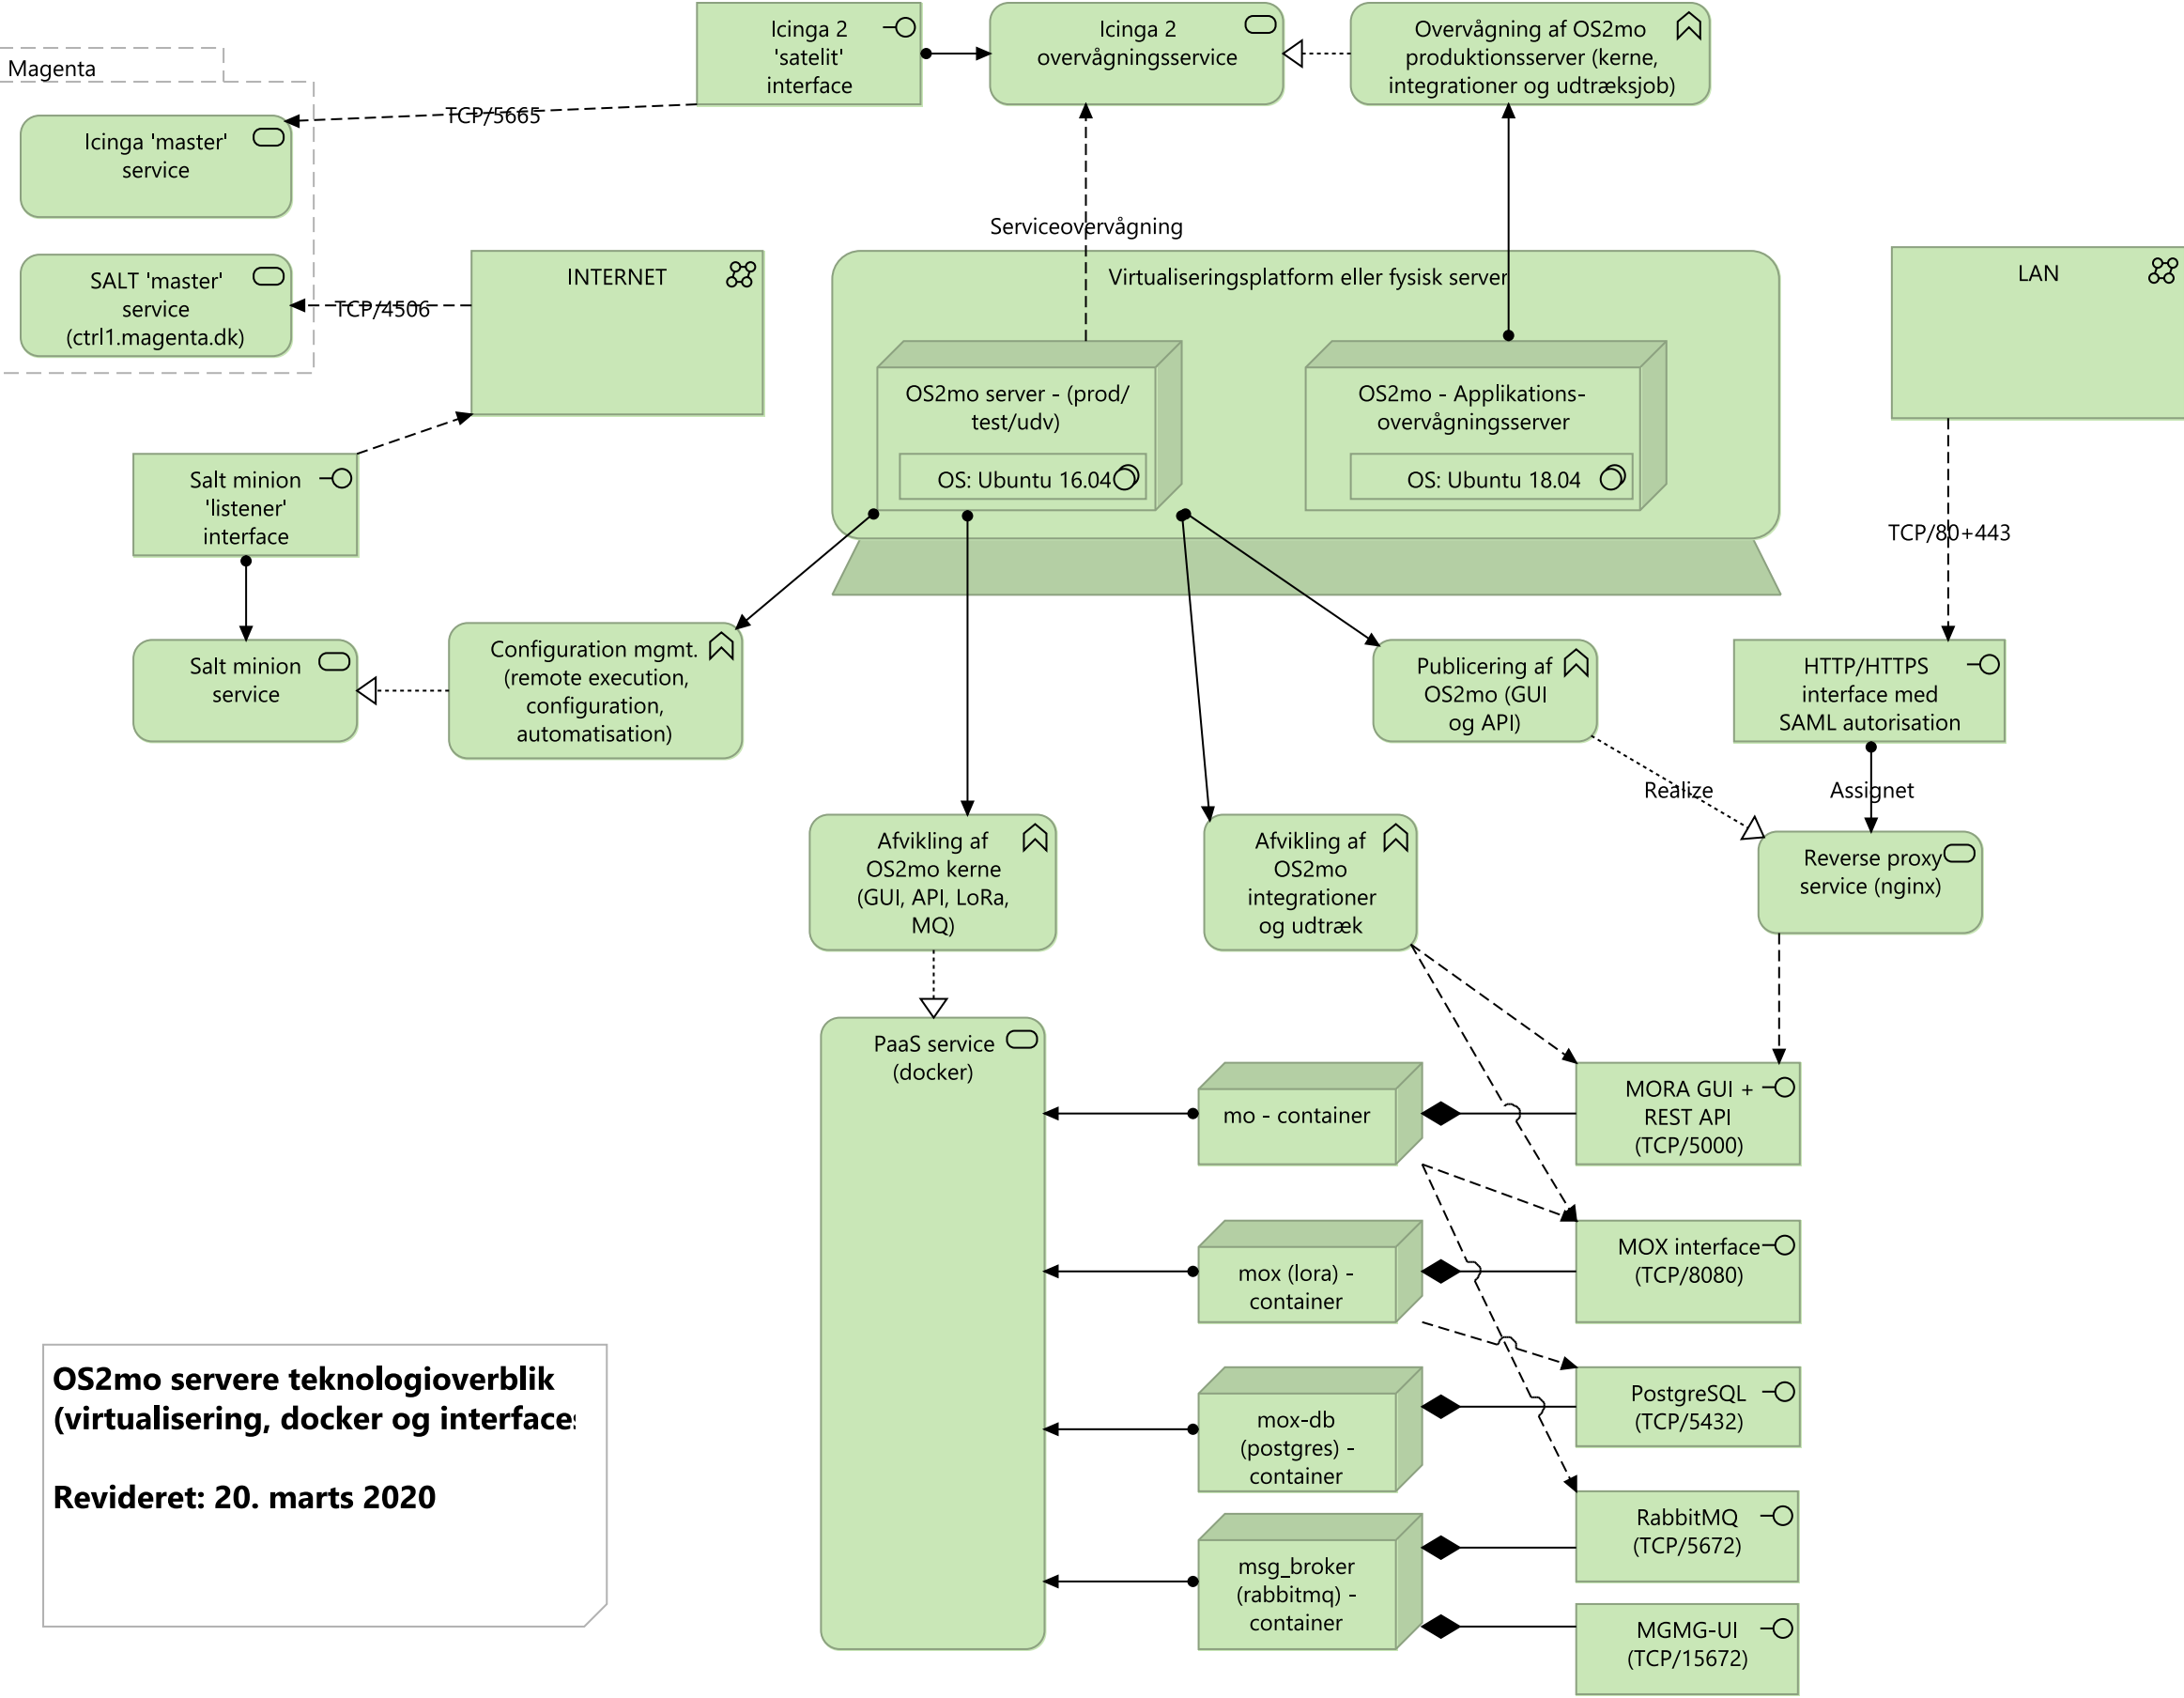 Icinga 2
'satelit'
interface
Icinga 2
overvågningsservice
Overvågning af OS2mo
produktionsserver (kerne,
integrationer og udtræksjob)
Magenta
TCP/5665
Icinga 'master'
service
Serviceovervågning
SALT 'master'
service
(ctrl1.magenta.dk)
TCP/4506
INTERNET
Virtualiseringsplatform eller fysisk server
LAN
OS2mo server - (prod/
test/udv)
OS: Ubuntu 16.04
OS2mo - Applikations-
overvågningsserver
OS: Ubuntu 18.04
Salt minion
'listener'
interface
TCP/80+443
Salt minion
service
Configuration mgmt.
(remote execution,
configuration,
automatisation)
Publicering af
OS2mo (GUI
og API)
HTTP/HTTPS
interface med
SAML autorisation
Realize
Assignet
Afvikling af
OS2mo kerne
(GUI, API, LoRa,
MQ)
Afvikling af
OS2mo
integrationer
og udtræk
Reverse proxy
service (nginx)
PaaS service
(docker)
mo - container
MORA GUI +
REST API
(TCP/5000)
mox (lora) -
container
MOX interface
(TCP/8080)
mox-db
(postgres) -
container
PostgreSQL
(TCP/5432)
msg_broker
(rabbitmq) -
container
RabbitMQ
(TCP/5672)
MGMG-UI
(TCP/15672)
OS2mo servere teknologioverblik
(virtualisering, docker og interfaces
Revideret: 20. marts 2020